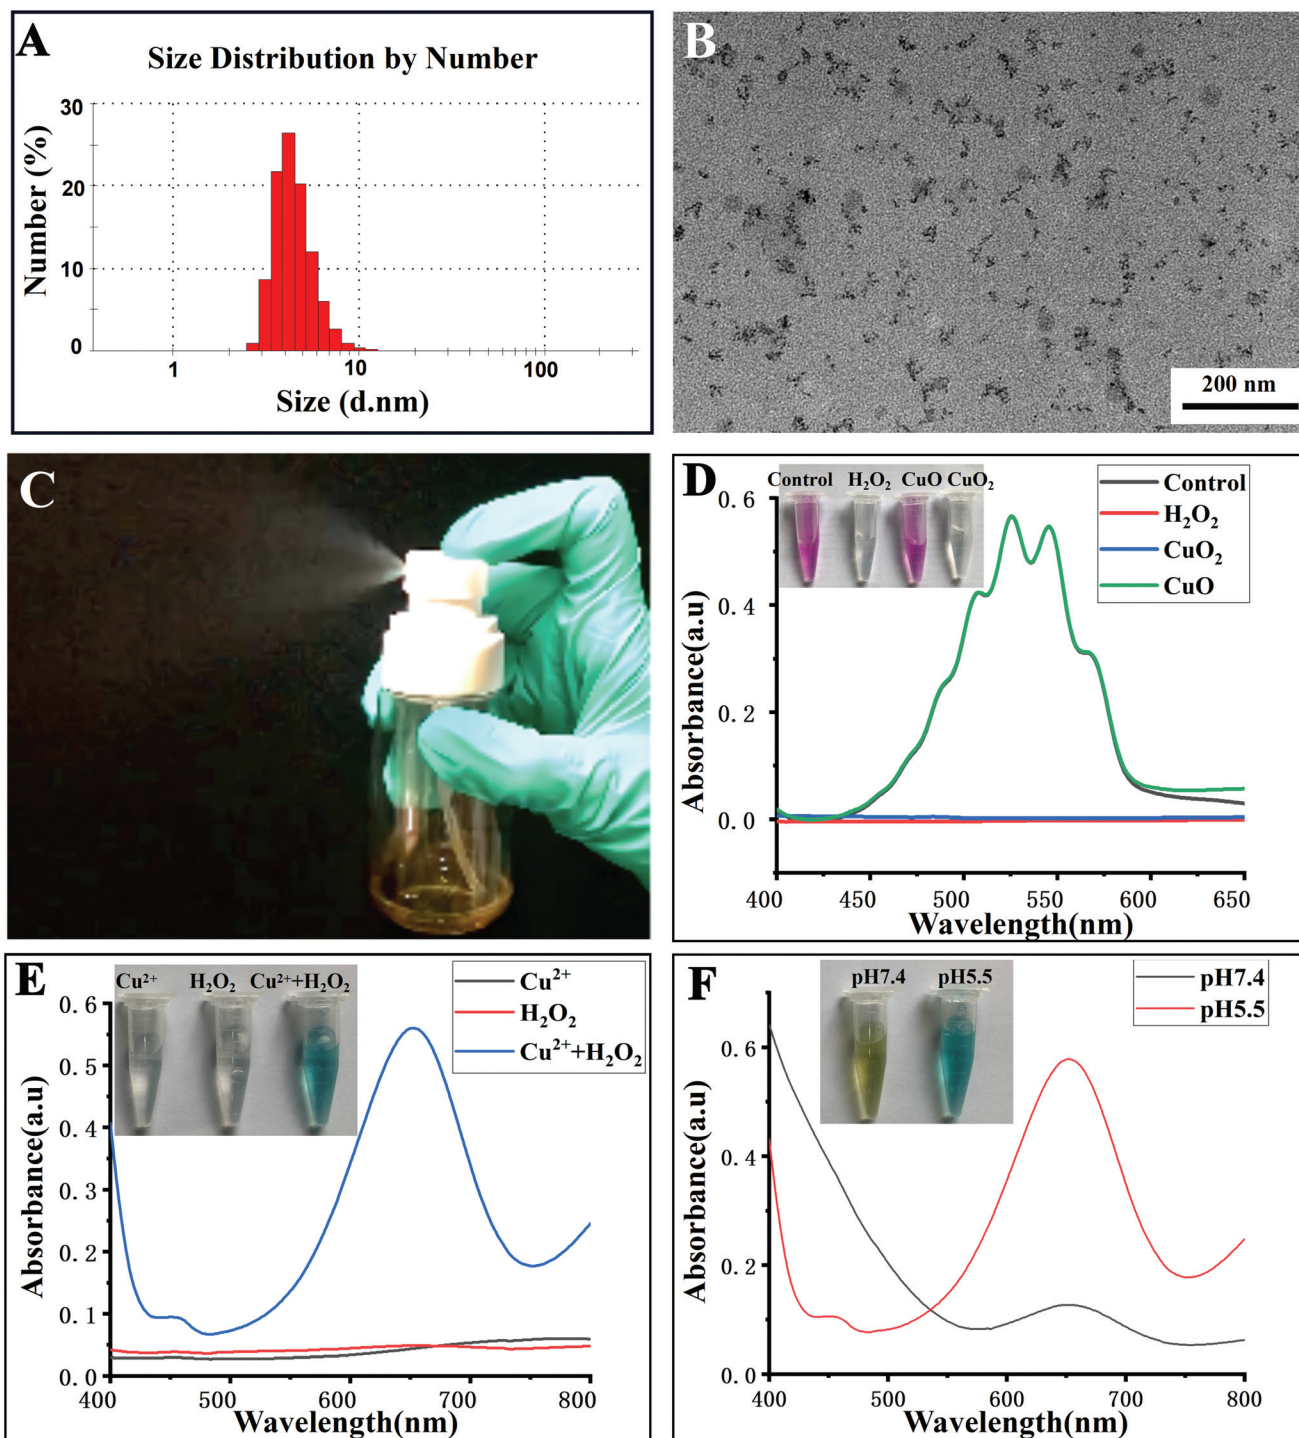 A
Size Distribution by Number
Number (%)
30
20
10
0
1
10
100
Size (d.nm)
B
200 nm
C
D
Control
H₂O₂
CuO
CuO₂
Control
H₂O₂
CuO₂
CuO
Absorbance(a.u)
0.6
0.4
0.2
0.0
400
450
500
550
600
650
Wavelength(nm)
E
Cu²⁺
H₂O₂
Cu²⁺+H₂O₂
Cu²⁺
H₂O₂
Cu²⁺+H₂O₂
Absorbance(a.u)
0.6
0.5
0.4
0.3
0.2
0.1
0.0
400
500
600
700
800
Wavelength(nm)
F
pH7.4
pH5.5
pH7.4
pH5.5
Absorbance(a.u)
0.6
0.4
0.2
0.0
400
500
600
700
800
Wavelength(nm)